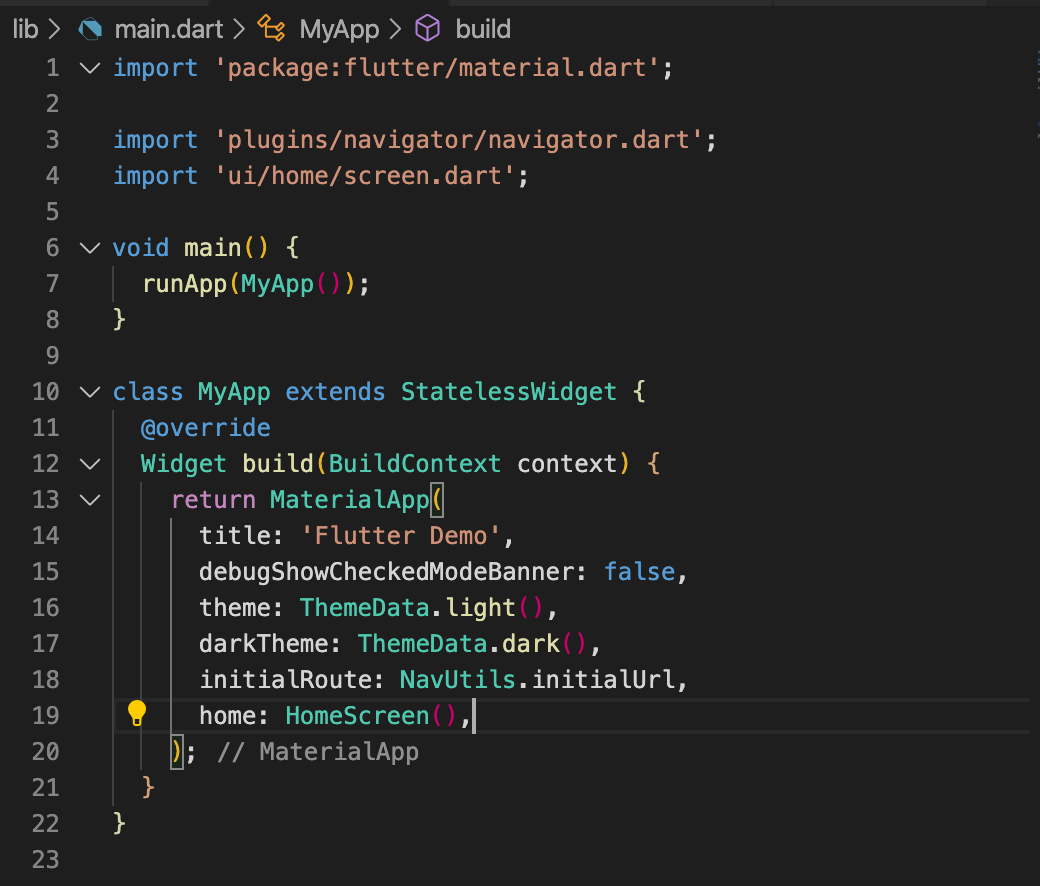 lib > main.dart > MyApp > build
1 import 'package:flutter/material.dart';
2
3 import 'plugins/navigator/navigator.dart';
4 import 'ui/home/screen.dart';
5
6 void main() {
7   runApp(MyApp());
8 }
9
10 class MyApp extends StatelessWidget {
11   @override
12   Widget build(BuildContext context) {
13     return MaterialApp(
14       title: 'Flutter Demo',
15       debugShowCheckedModeBanner: false,
16       theme: ThemeData.light(),
17       darkTheme: ThemeData.dark(),
18       initialRoute: NavUtils.initialUrl,
19       home: HomeScreen(),
20     ); // MaterialApp
21   }
22 }
23